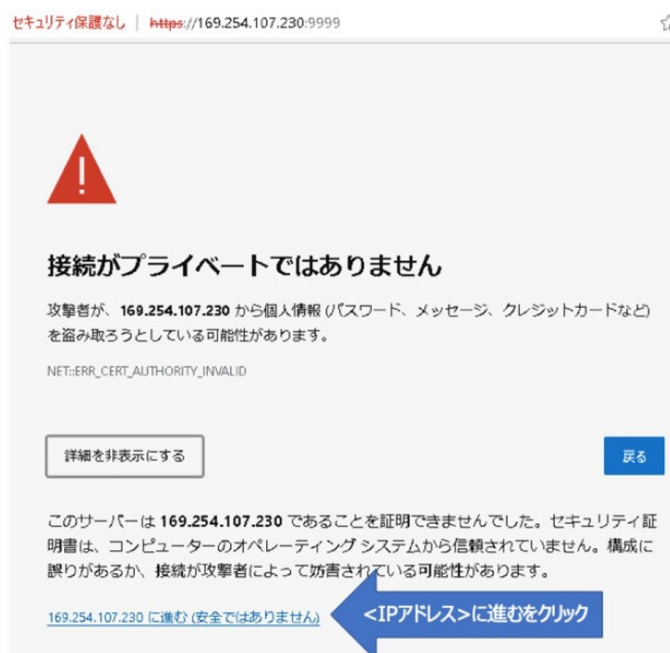 セキュリティ保護なし | https://169.254.107.230:9999
!
接続がプライベートではありません
攻撃者が、169.254.107.230 から個人情報 (パスワード、メッセージ、クレジットカードなど)
を盗み取ろうとしている可能性があります。
NET::ERR_CERT_AUTHORITY_INVALID
詳細を非表示にする
戻る
このサーバーは 169.254.107.230 であることを証明できませんでした。セキュリティ証
明書は、コンピューターのオペレーティング システムから信頼されていません。構成に
誤りがあるか、接続が攻撃者によって妨害されている可能性があります。
169.254.107.230 に進む (安全ではありません)
<IPアドレス>に進むをクリック